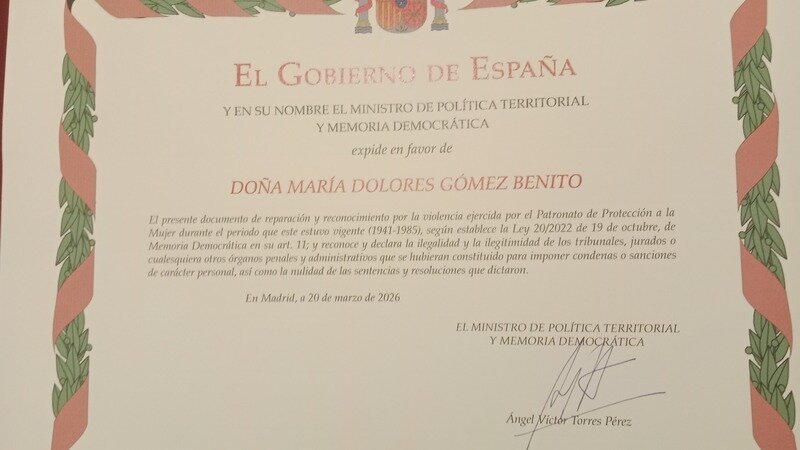 EL GOBIERNO DE ESPAÑA
Y EN SU NOMBRE EL MINISTRO DE POLÍTICA TERRITORIAL
Y MEMORIA DEMOCRÁTICA
expide en favor de
DOÑA MARÍA DOLORES GÓMEZ BENITO
El presente documento de reparación y reconocimiento por la violencia ejercida por el Patronato de Protección a la
Mujer durante el periodo que este estuvo vigente (1941-1985), según establece la Ley 20/2022 de 19 de octubre, de
Memoria Democrática en su art. 11; y reconoce y declara la ilegalidad y la ilegitimidad de los tribunales, jurados o
cualesquiera otros órganos penales y administrativos que se hubieran constituido para imponer condenas o sanciones
de carácter personal, así como la nulidad de las sentencias y resoluciones que dictaron.
En Madrid, a 20 de marzo de 2026
EL MINISTRO DE POLÍTICA TERRITORIAL
Y MEMORIA DEMOCRÁTICA
Ángel Víctor Torres Pérez